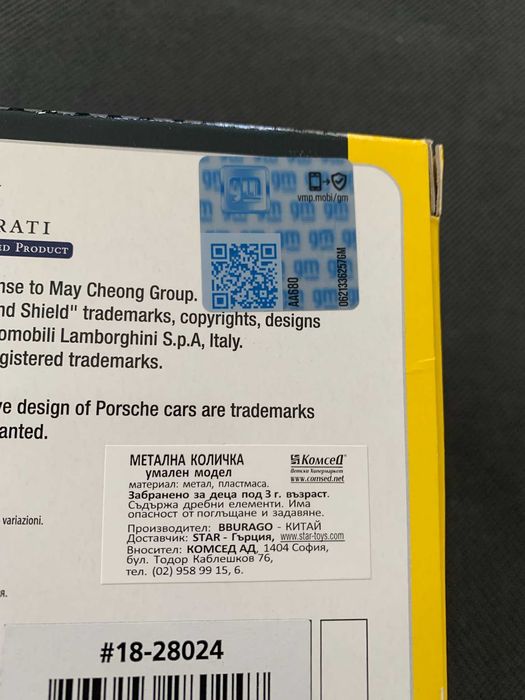 gm
vmp.mobi/gm
AA680
0621336257GM
RATI
ED PRODUCT
nse to May Cheong Group.
nd Shield" trademarks, copyrights, designs
omobili Lamborghini S.p.A, Italy.
gistered trademarks.
ve design of Porsche cars are trademarks
anted.
МЕТАЛНА КОЛИЧКА
умален модел
КомсеД
Детски Хипермаркет
www.comsed.net
материал: метал, пластмаса.
Забранено за деца под 3 г. възраст.
Съдържа дребни елементи. Има
опасност от поглъщане и задавяне.
Производител: BBURAGO - КИТАЙ
Доставчик: STAR - Гърция, www.star-toys.com
Вносител: КОМСЕД АД, 1404 София,
бул. Тодор Каблешков 76,
тел. (02) 958 99 15, 6.
variazioni.
я.
#18-28024